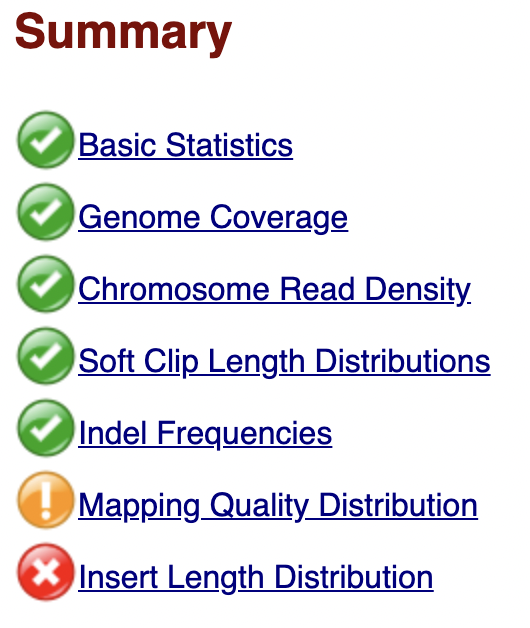 Summary
Basic Statistics
Genome Coverage
Chromosome Read Density
Soft Clip Length Distributions
Indel Frequencies
Mapping Quality Distribution
Insert Length Distribution